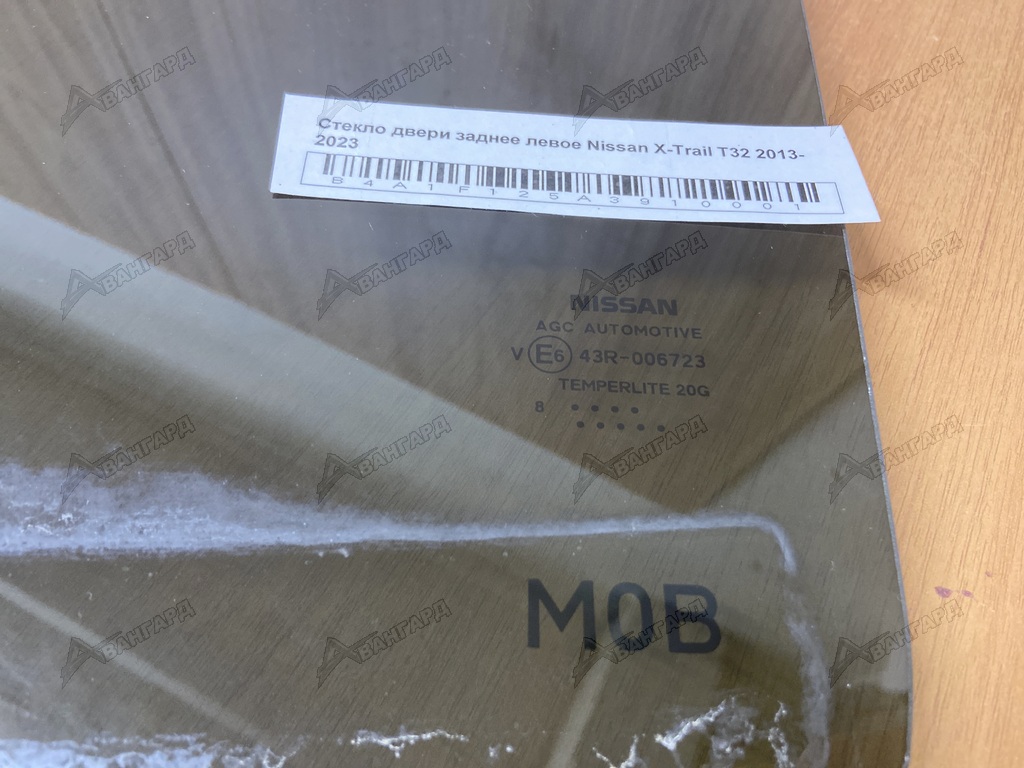 Стекло двери заднее левое Nissan X-Trail T32 2013-
2023
B4A1F125A3910001
NISSAN
AGC AUTOMOTIVE
V E6 43R-006723
TEMPERLITE 20G
8
M0B
АВАНГАРД